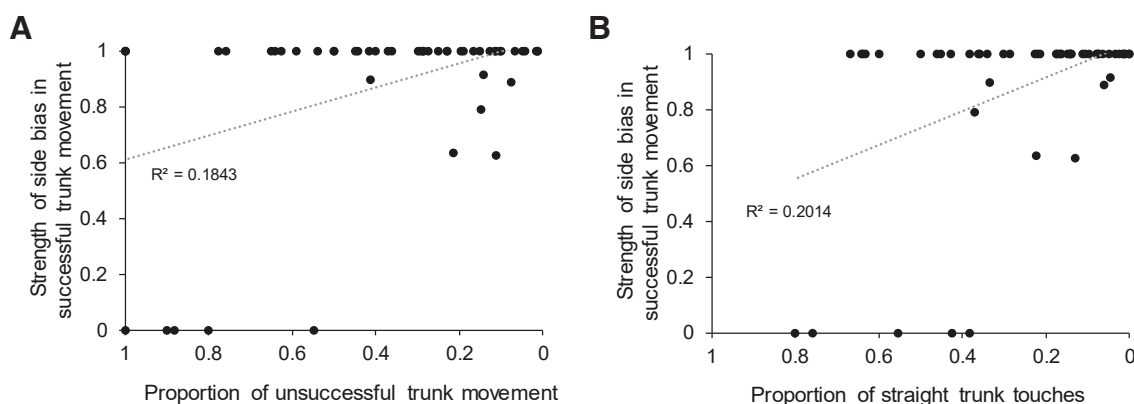 A
Strength of side bias in
successful trunk movement
1
0.8
0.6
0.4
0.2
0
R² = 0.1843
1
0.8
0.6
0.4
0.2
0
Proportion of unsuccessful trunk movement
B
Strength of side bias in
successful trunk movement
1
0.8
0.6
0.4
0.2
0
R² = 0.2014
1
0.8
0.6
0.4
0.2
0
Proportion of straight trunk touches